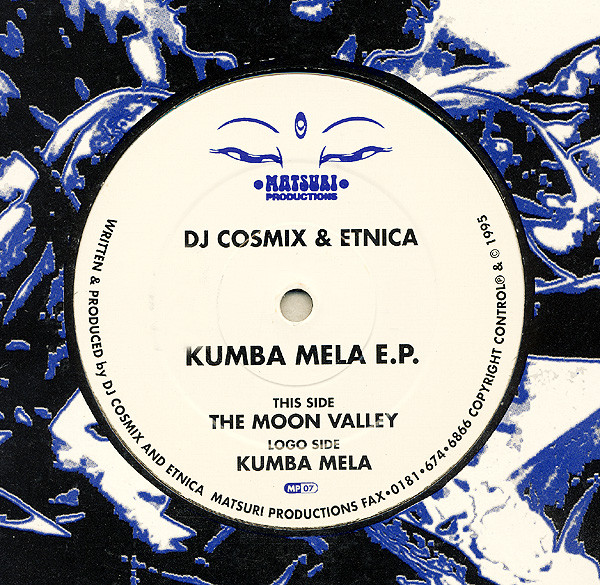 •MATSURI•
PRODUCTIONS
DJ COSMIX & ETNICA
KUMBA MELA E.P.
THIS SIDE
THE MOON VALLEY
LOGO SIDE
KUMBA MELA
MP 07
WRITTEN & PRODUCED by DJ COSMIX AND ETNICA MATSURI PRODUCTIONS FAX•0181•674•6866 COPYRIGHT CONTROL® & © 1995